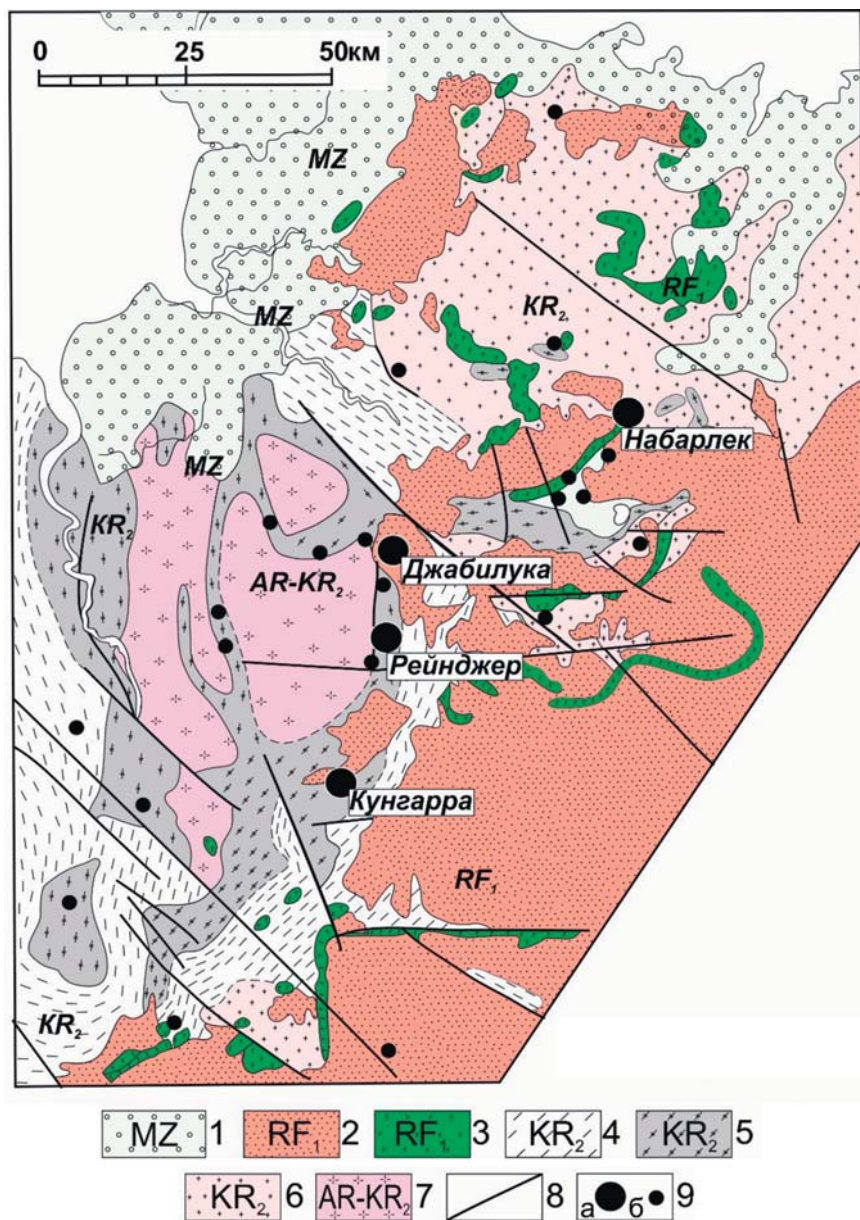 0 25 50км
MZ
MZ
KR₂
RF₁
MZ
Набарлек
KR₂
AR-KR₂
Джабилука
Рейнджер
Кунгарра
RF₁
KR₂
MZ 1 RF₁ 2 RF₁ 3 KR₂ 4 KR₂ 5
KR₂ 6 AR-KR₂ 7 8 а б 9